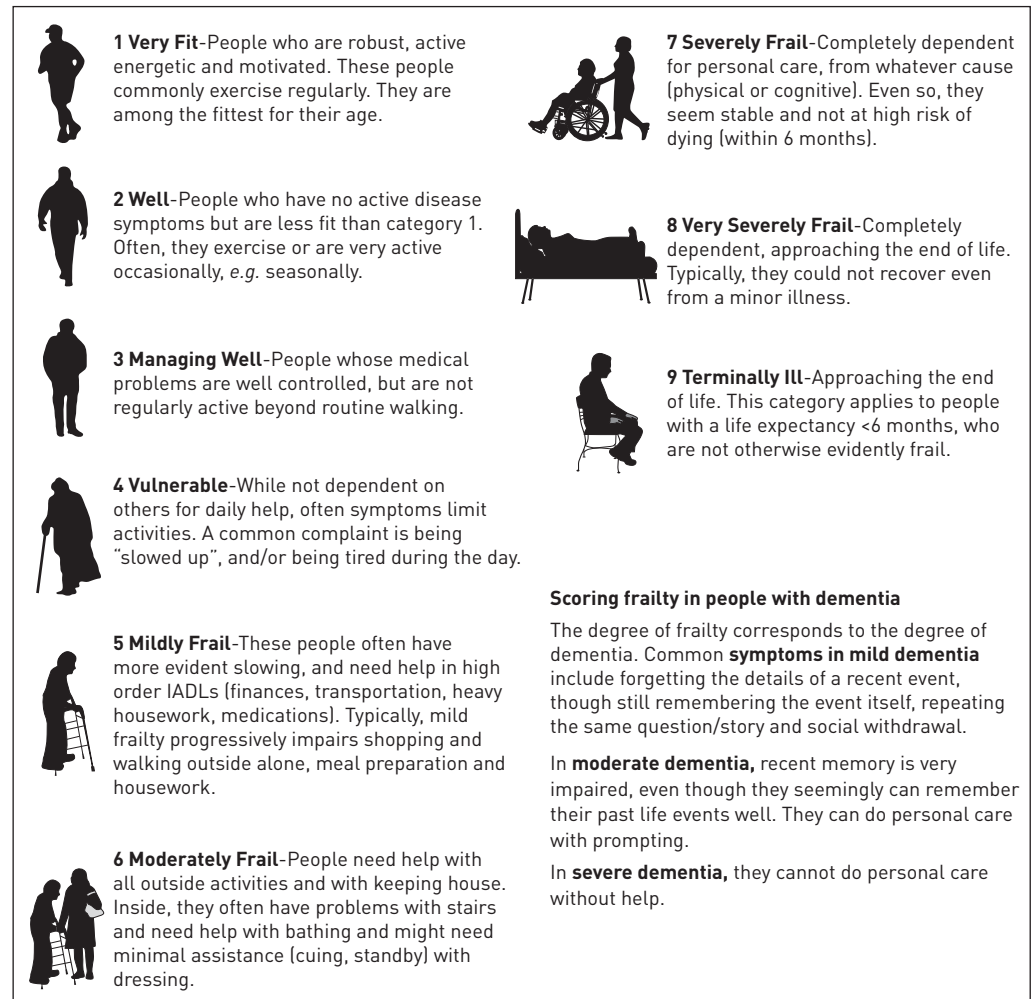 1 Very Fit-People who are robust, active
energetic and motivated. These people
commonly exercise regularly. They are
among the fittest for their age.
2 Well-People who have no active disease
symptoms but are less fit than category 1.
Often, they exercise or are very active
occasionally, e.g. seasonally.
3 Managing Well-People whose medical
problems are well controlled, but are not
regularly active beyond routine walking.
4 Vulnerable-While not dependent on
others for daily help, often symptoms limit
activities. A common complaint is being
"slowed up", and/or being tired during the day.
5 Mildly Frail-These people often have
more evident slowing, and need help in high
order IADLs (finances, transportation, heavy
housework, medications). Typically, mild
frailty progressively impairs shopping and
walking outside alone, meal preparation and
housework.
6 Moderately Frail-People need help with
all outside activities and with keeping house.
Inside, they often have problems with stairs
and need help with bathing and might need
minimal assistance (cuing, standby) with
dressing.
7 Severely Frail-Completely dependent
for personal care, from whatever cause
(physical or cognitive). Even so, they
seem stable and not at high risk of
dying (within 6 months).
8 Very Severely Frail-Completely
dependent, approaching the end of life.
Typically, they could not recover even
from a minor illness.
9 Terminally Ill-Approaching the end
of life. This category applies to people
with a life expectancy <6 months, who
are not otherwise evidently frail.
Scoring frailty in people with dementia
The degree of frailty corresponds to the degree of
dementia. Common symptoms in mild dementia
include forgetting the details of a recent event,
though still remembering the event itself, repeating
the same question/story and social withdrawal.
In moderate dementia, recent memory is very
impaired, even though they seemingly can remember
their past life events well. They can do personal care
with prompting.
In severe dementia, they cannot do personal care
without help.